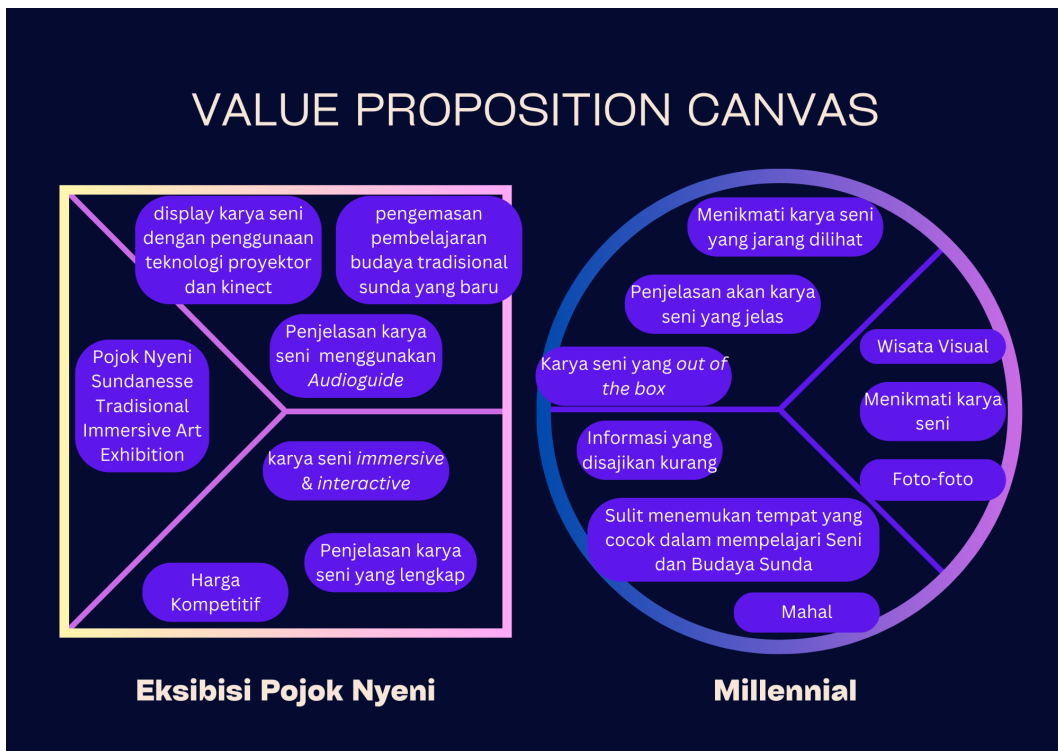 VALUE PROPOSITION CANVAS
display karya seni
dengan penggunaan
teknologi proyektor
dan kinect
pengemasan
pembelajaran
budaya tradisional
sunda yang baru
Penjelasan karya
seni menggunakan
Audioguide
Pojok Nyeni
Sundanesse
Tradisional
Immersive Art
Exhibition
karya seni immersive
& interactive
Penjelasan karya
seni yang lengkap
Harga
Kompetitif
Eksibisi Pojok Nyeni
Menikmati karya seni
yang jarang dilihat
Penjelasan akan karya
seni yang jelas
Karya seni yang out of
the box
Wisata Visual
Menikmati karya
seni
Foto-foto
Informasi yang
disajikan kurang
Sulit menemukan tempat yang
cocok dalam mempelajari Seni
dan Budaya Sunda
Mahal
Millennial